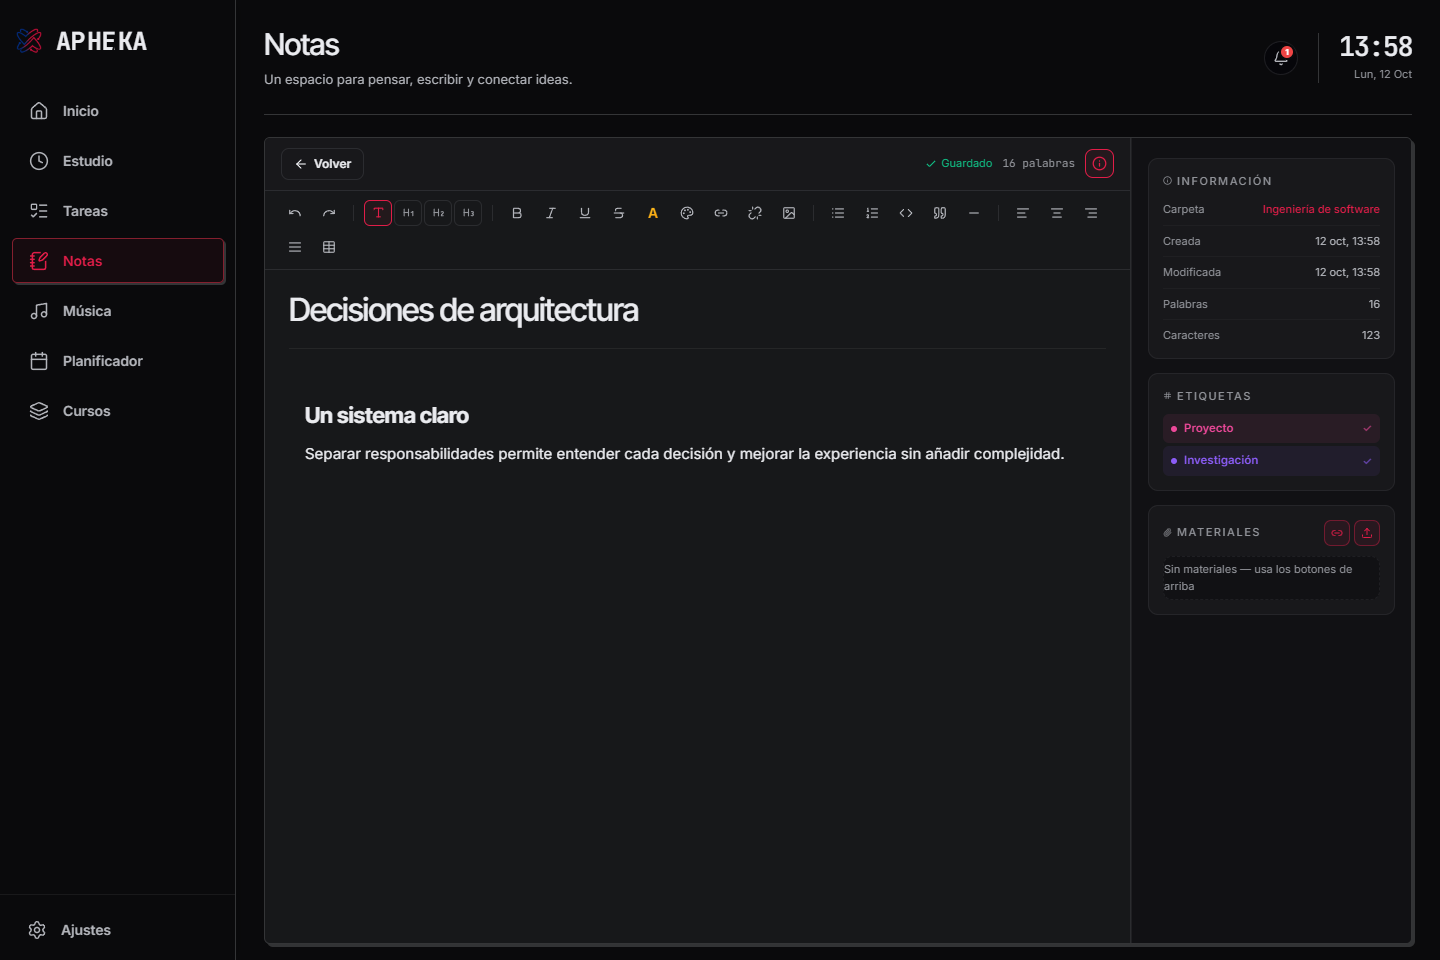 APHEKA
Inicio
Estudio
Tareas
Notas
Música
Planificador
Cursos
Ajustes
Notas
Un espacio para pensar, escribir y conectar ideas.
1
13:58
Lun, 12 Oct
Volver
Guardado
16 palabras
T
H1
H2
H3
B
I
U
S
A
Decisiones de arquitectura
Un sistema claro
Separar responsabilidades permite entender cada decisión y mejorar la experiencia sin añadir complejidad.
INFORMACIÓN
Carpeta Ingeniería de software
Creada 12 oct, 13:58
Modificada 12 oct, 13:58
Palabras 16
Caracteres 123
# ETIQUETAS
Proyecto
Investigación
MATERIALES
Sin materiales — usa los botones de
arriba